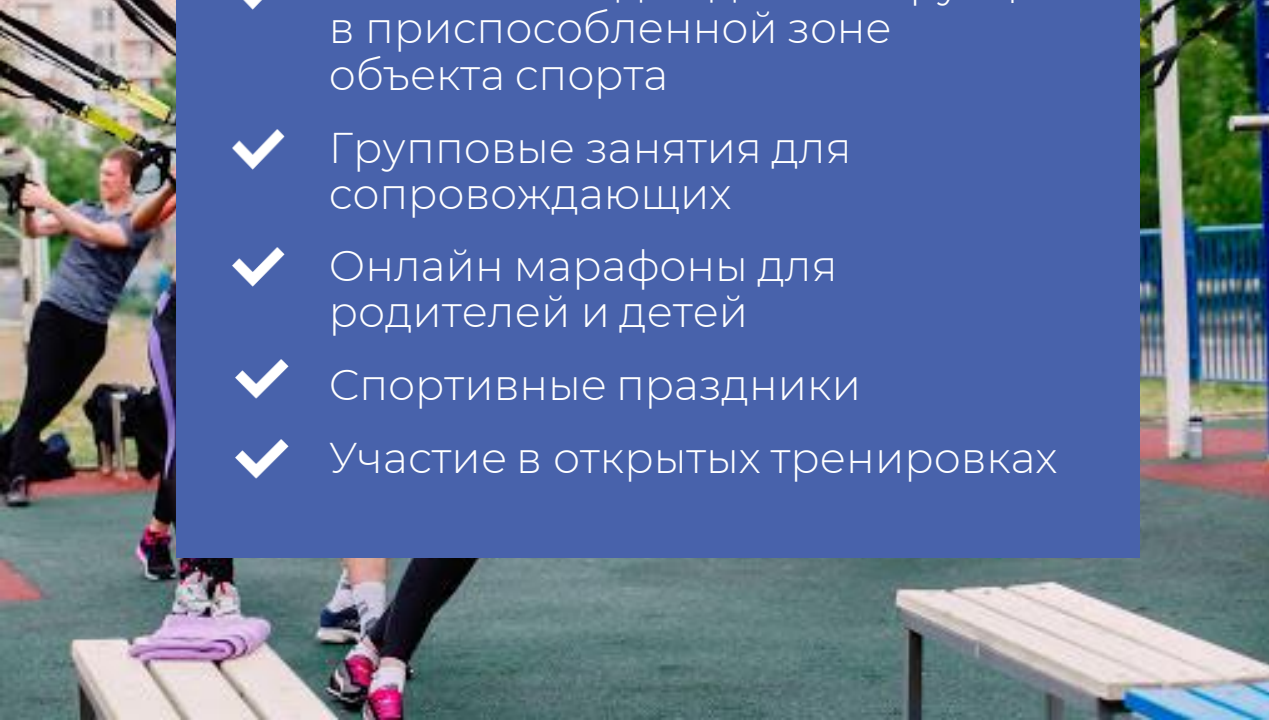 в приспособленной зоне
объекта спорта
Групповые занятия для
сопровождающих
Онлайн марафоны для
родителей и детей
Спортивные праздники
Участие в открытых тренировках